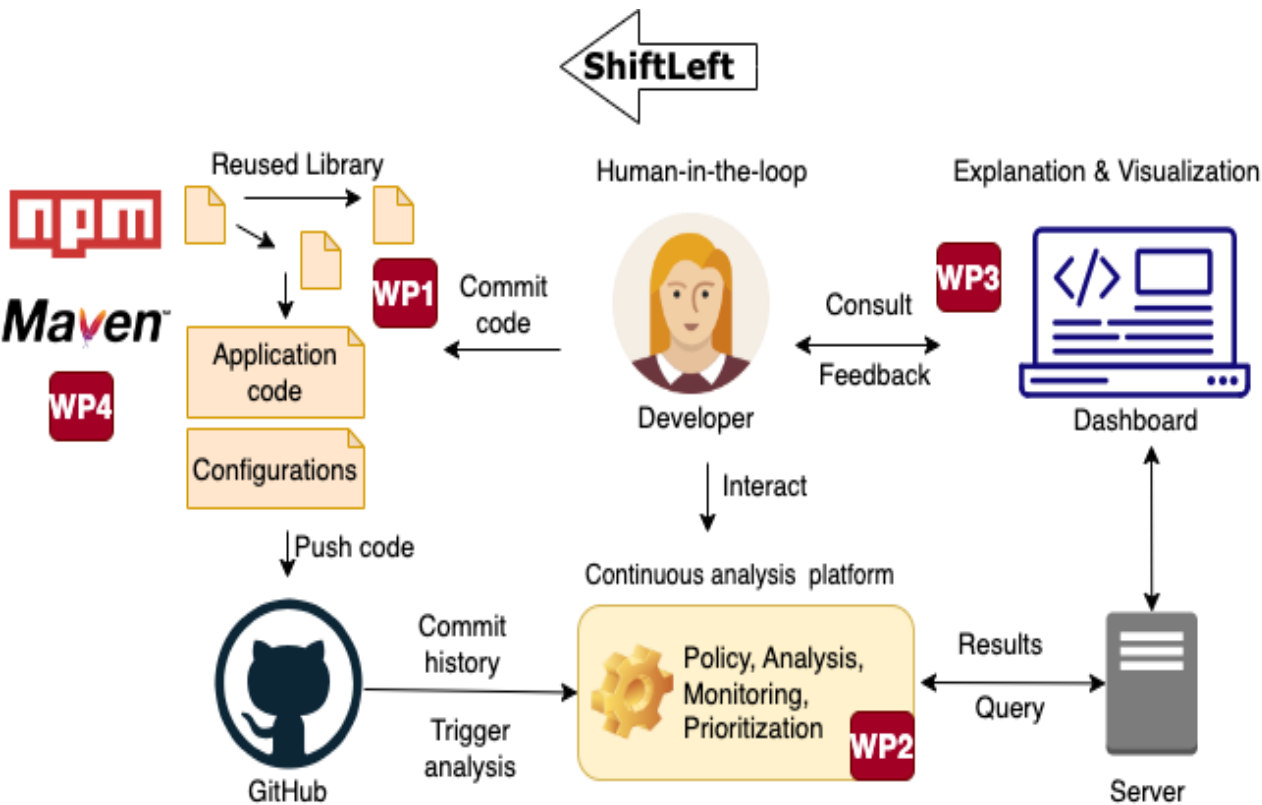 ShiftLeft
Reused Library
Human-in-the-loop
Explanation & Visualization
npm
Maven™
WP4
WP1
Application
code
Configurations
Commit
code
Developer
Consult
Feedback
WP3
Dashboard
Push code
Interact
GitHub
Commit
history
Trigger
analysis
Continuous analysis platform
Policy, Analysis,
Monitoring,
Prioritization
WP2
Results
Query
Server